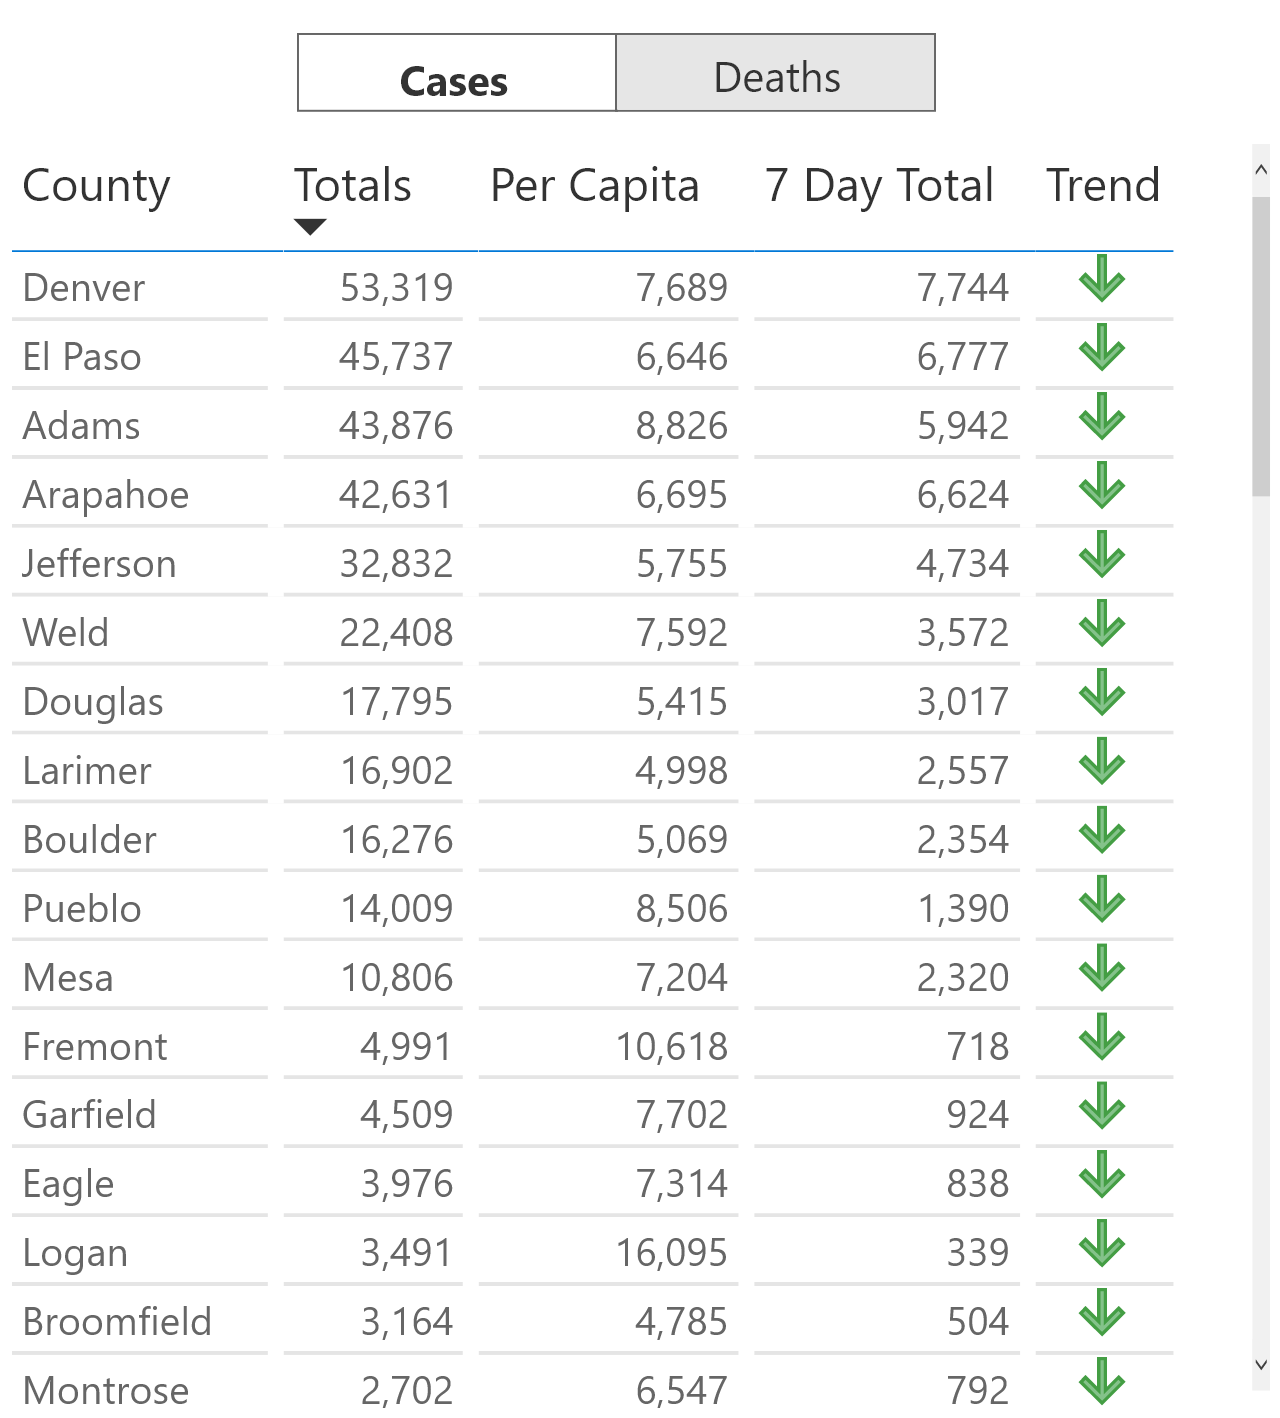 Cases Deaths
County Totals Per Capita 7 Day Total Trend
Denver 53,319 7,689 7,744
El Paso 45,737 6,646 6,777
Adams 43,876 8,826 5,942
Arapahoe 42,631 6,695 6,624
Jefferson 32,832 5,755 4,734
Weld 22,408 7,592 3,572
Douglas 17,795 5,415 3,017
Larimer 16,902 4,998 2,557
Boulder 16,276 5,069 2,354
Pueblo 14,009 8,506 1,390
Mesa 10,806 7,204 2,320
Fremont 4,991 10,618 718
Garfield 4,509 7,702 924
Eagle 3,976 7,314 838
Logan 3,491 16,095 339
Broomfield 3,164 4,785 504
Montrose 2,702 6,547 792